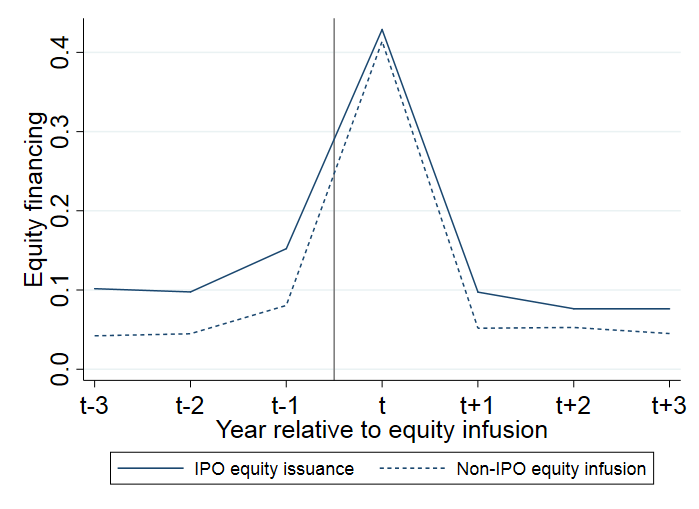 Equity financing
0.4
0.3
0.2
0.1
0.0
t-3 t-2 t-1 t t+1 t+2 t+3
Year relative to equity infusion
IPO equity issuance Non-IPO equity infusion